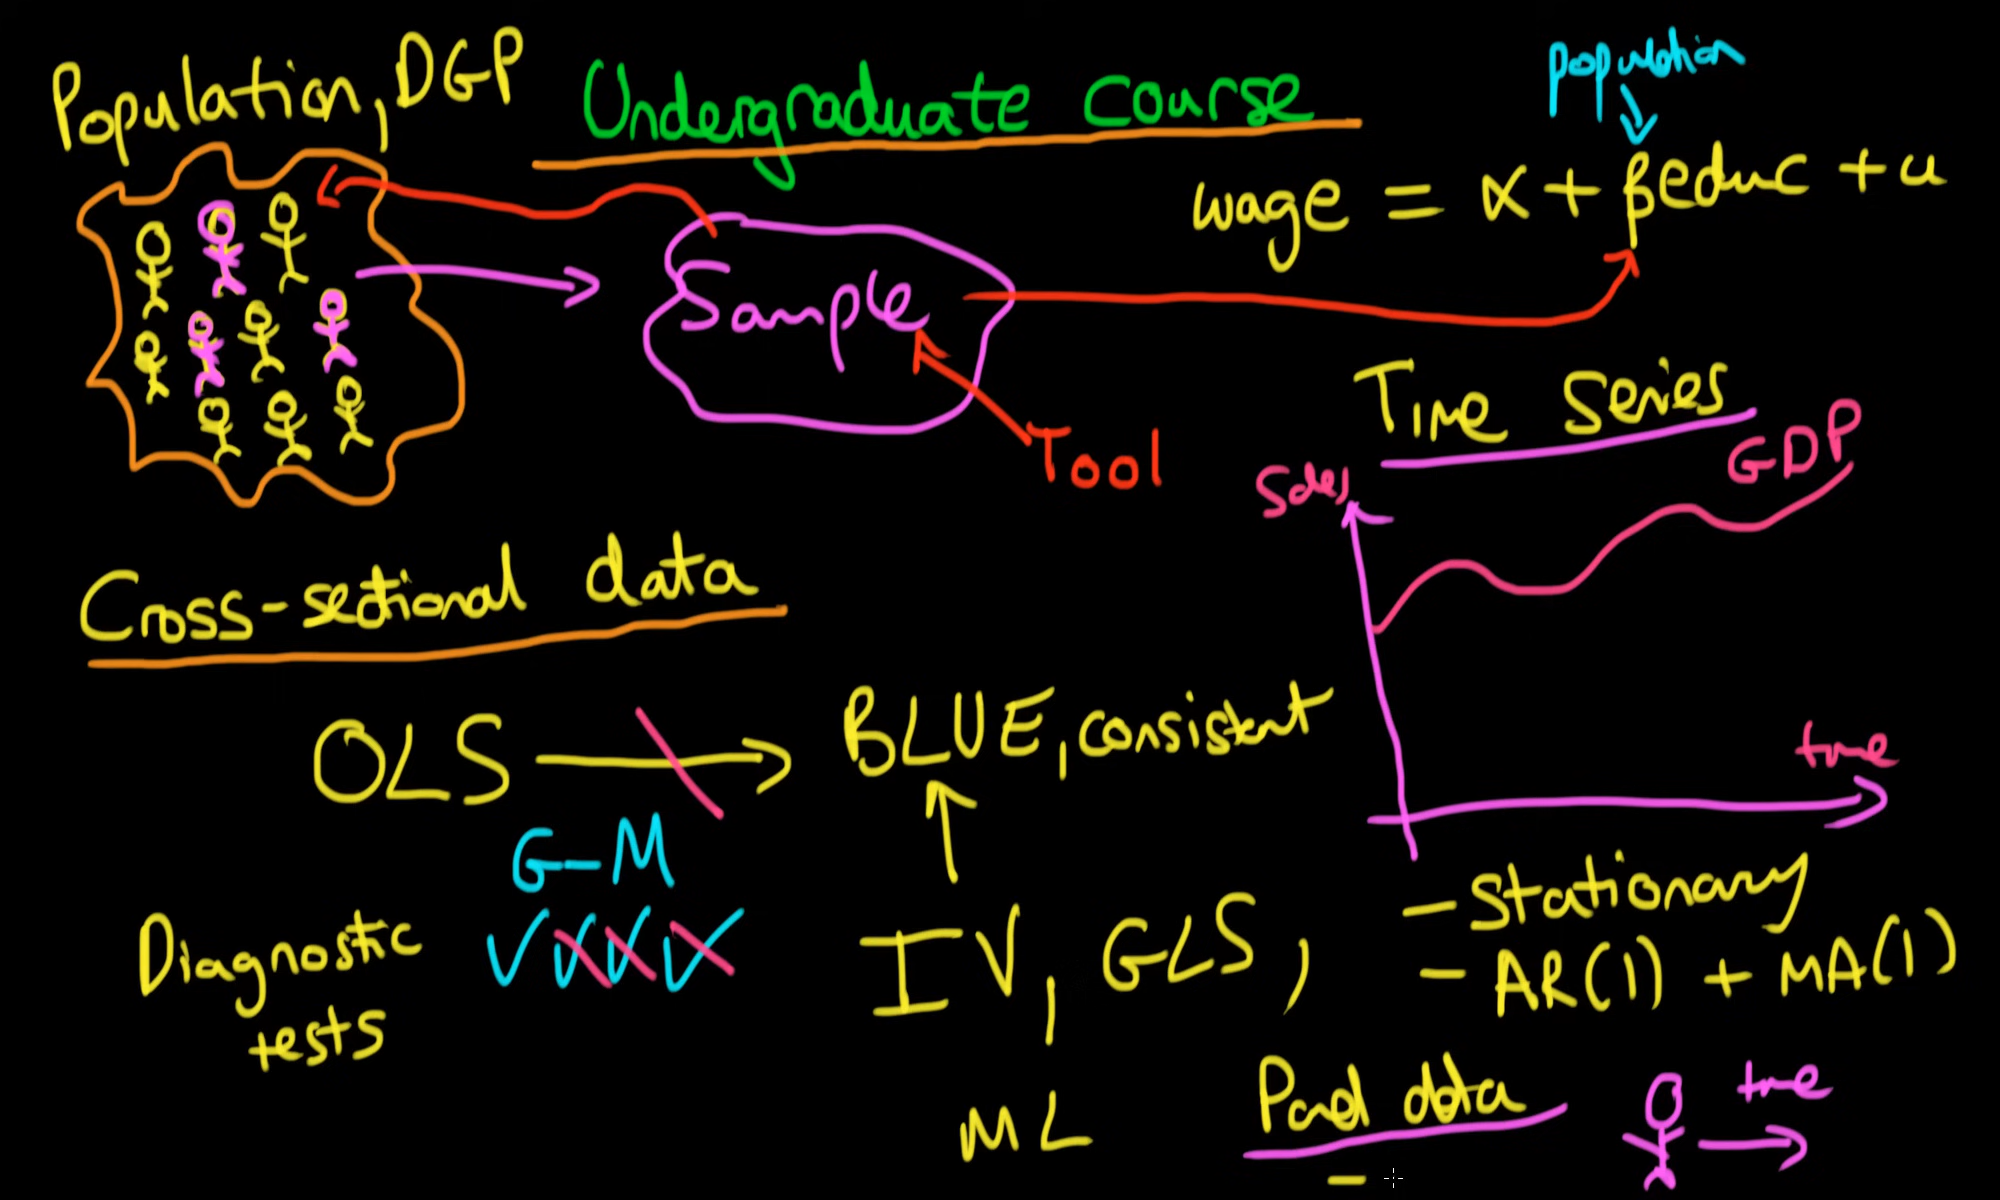 Population, DGP
Undergraduate course
population
wage = α + βeduc + u
Sample
Tool
Time Series
Sales
GDP
time
Cross-sectional data
OLS
BLUE, consistent
G-M
Diagnostic
tests
IV, GLS,
ML
- Stationary
- AR(1) + MA(1)
Panel data
time
-